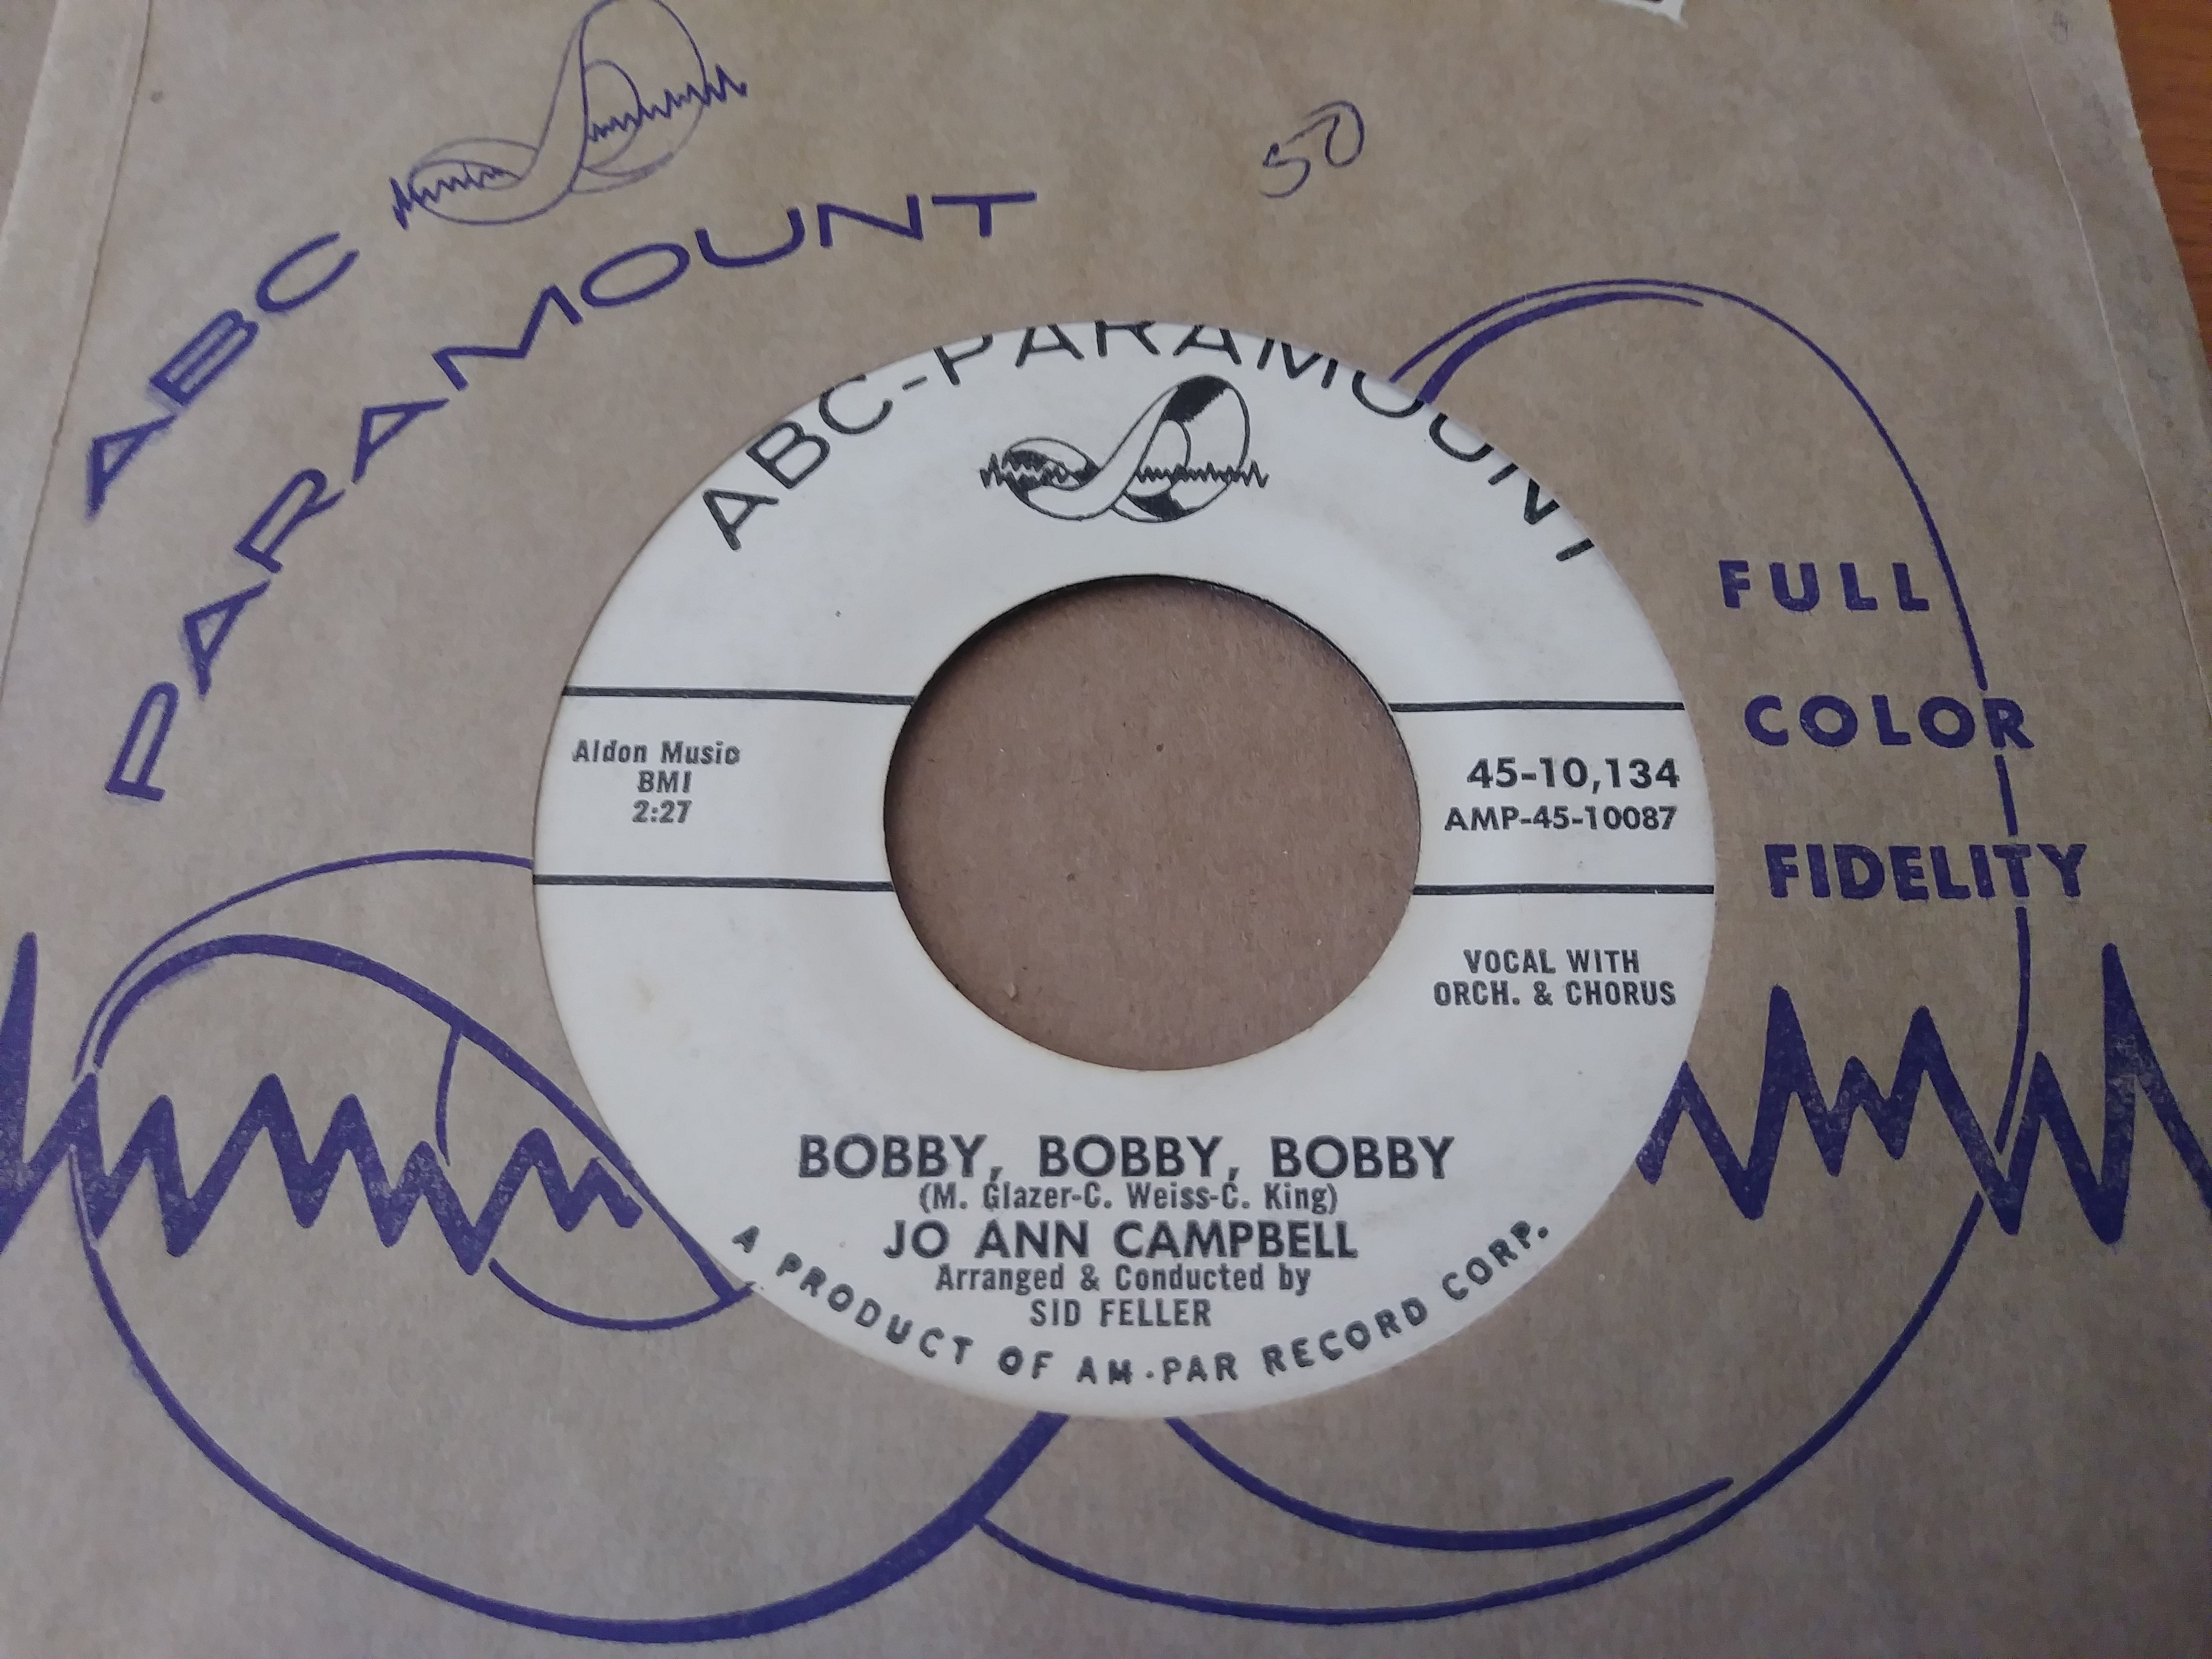 ABC
PARAMOUNT
50
ABC-PARAMOUNT
FULL
COLOR
FIDELITY
Aldon Music
BMI
2:27
45-10,134
AMP-45-10087
VOCAL WITH
ORCH. & CHORUS
BOBBY, BOBBY, BOBBY
(M. Glazer-C. Weiss-C. King)
JO ANN CAMPBELL
Arranged & Conducted by
SID FELLER
A PRODUCT OF AM-PAR RECORD CORP.